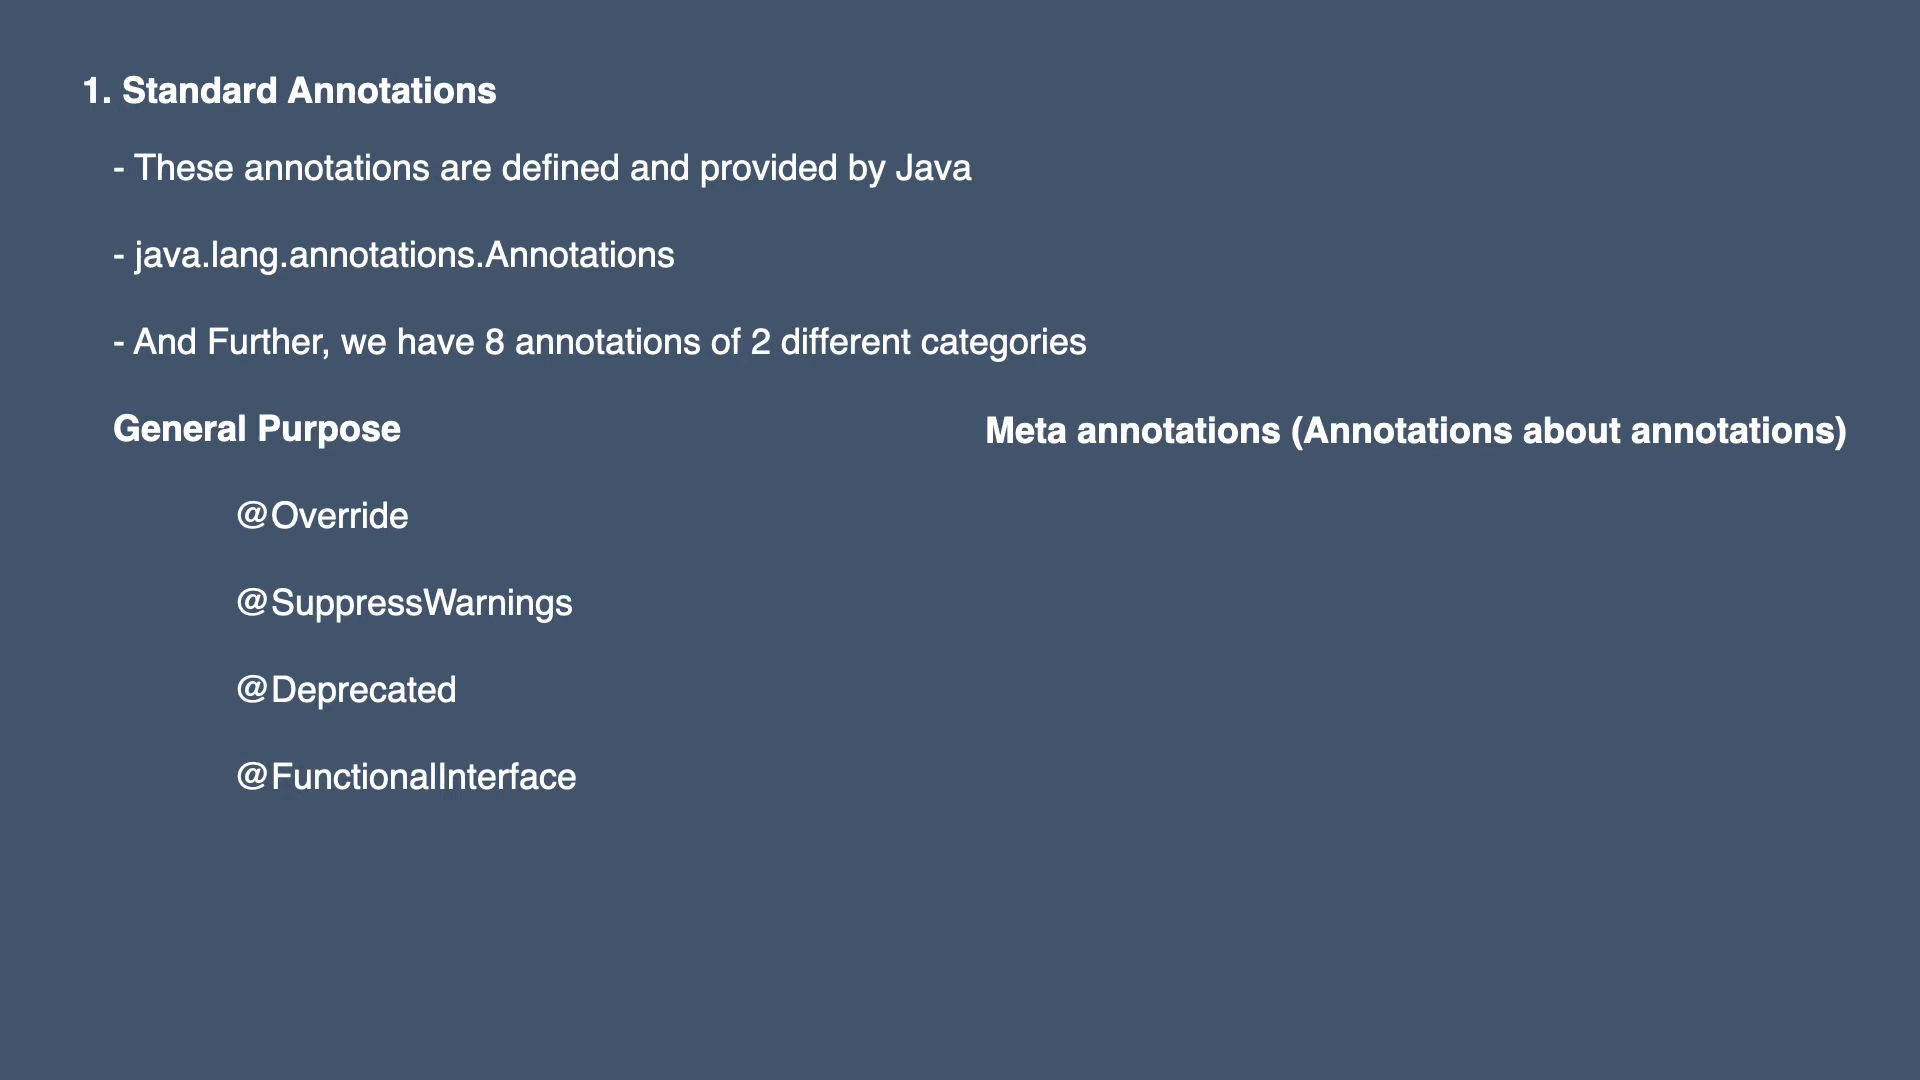 1. Standard Annotations
- These annotations are defined and provided by Java
- java.lang.annotations.Annotations
- And Further, we have 8 annotations of 2 different categories
General Purpose
Meta annotations (Annotations about annotations)
@Override
@SuppressWarnings
@Deprecated
@FunctionalInterface